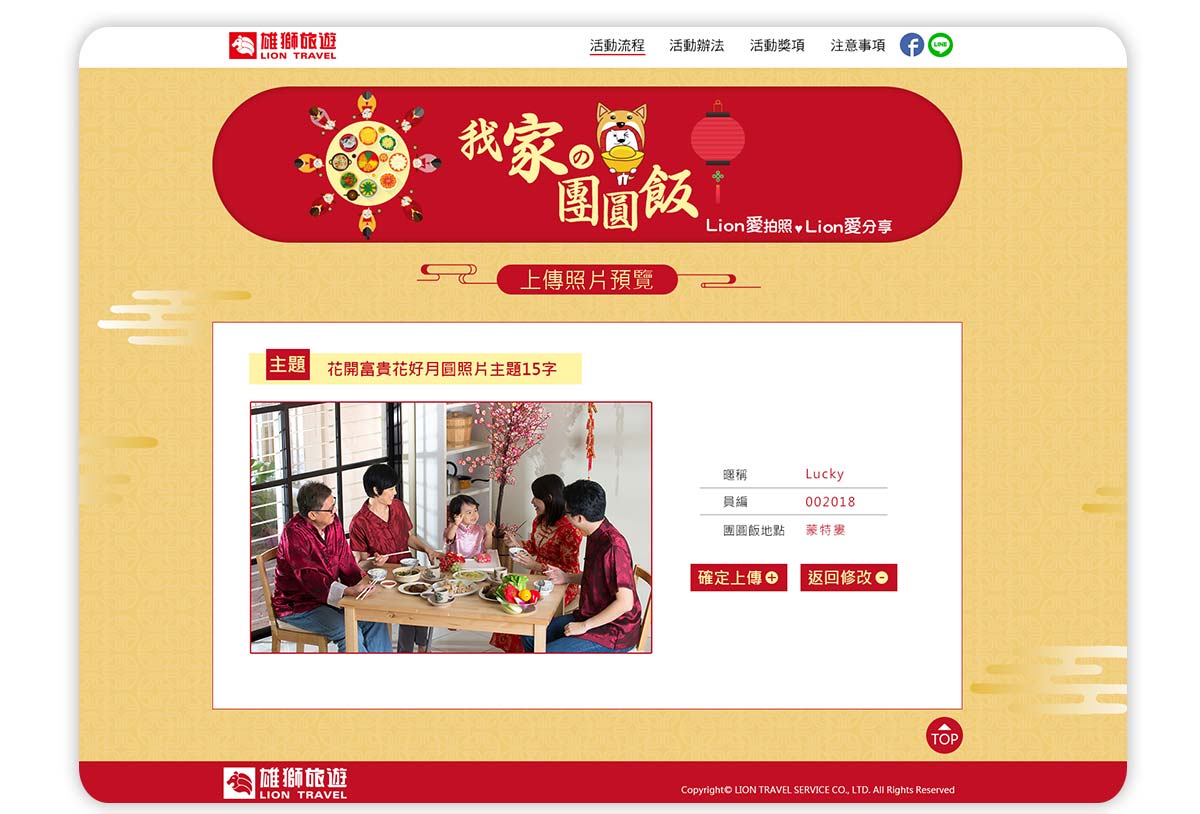 雄獅旅遊
LION TRAVEL
活動流程 活動辦法 活動獎項 注意事項
f LINE
我家の團圓飯
Lion愛拍照♥Lion愛分享
上傳照片預覽
主題 花開富貴花好月圓照片主題15字
暱稱 Lucky
員編 002018
團圓飯地點 蒙特婁
確定上傳 返回修改
TOP
雄獅旅遊
LION TRAVEL
Copyright© LION TRAVEL SERVICE CO., LTD. All Rights Reserved